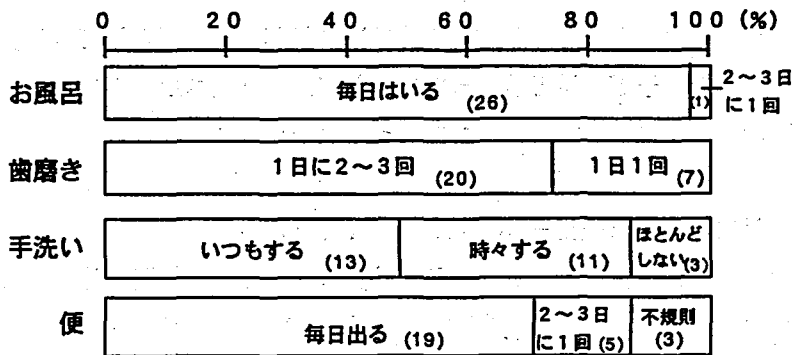 0 20 40 60 80 100 (%)
お風呂 毎日はいる (26) (1) 2〜3日に1回
歯磨き 1日に2〜3回 (20) 1日1回 (7)
手洗い いつもする (13) 時々する (11) ほとんどしない(3)
便 毎日出る (19) 2〜3日に1回 (5) 不規則 (3)